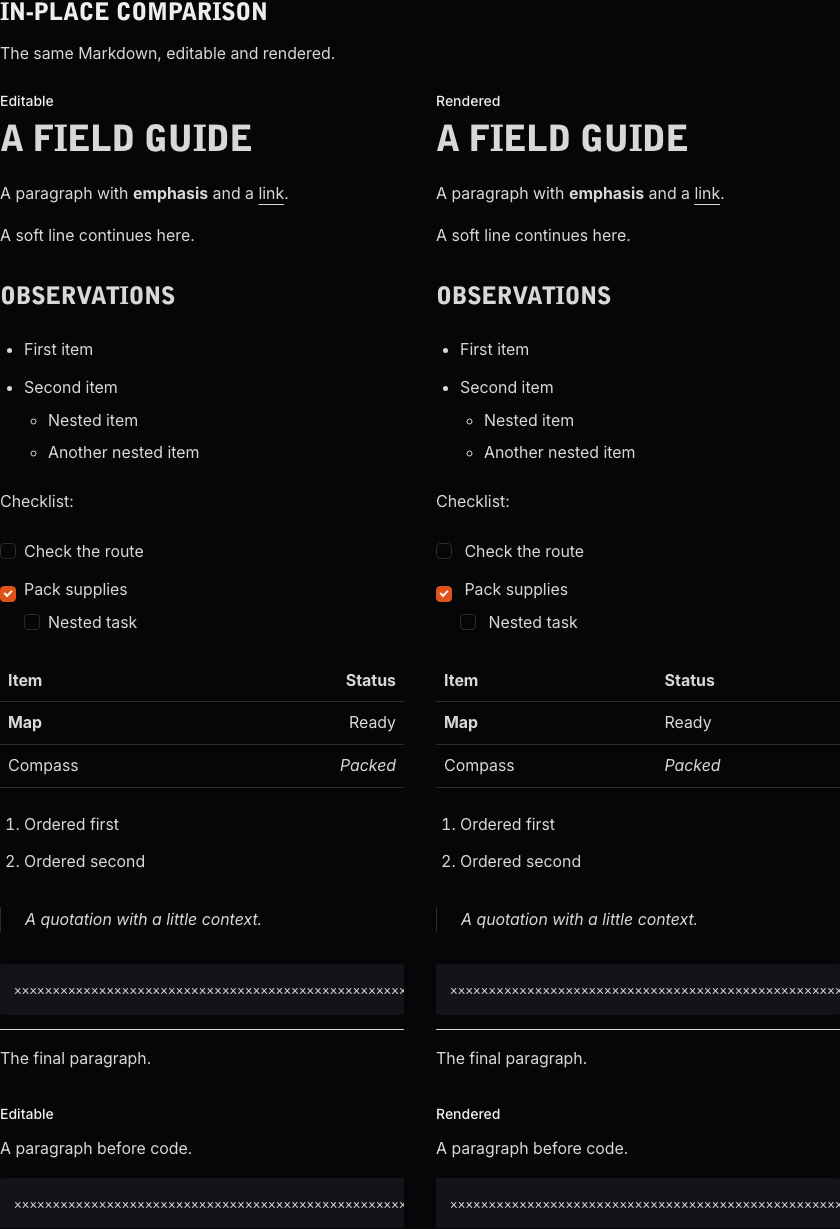 IN-PLACE COMPARISON
The same Markdown, editable and rendered.
Editable
A FIELD GUIDE
A paragraph with emphasis and a link.
A soft line continues here.
OBSERVATIONS
• First item
• Second item
◦ Nested item
◦ Another nested item
Checklist:
Check the route
Pack supplies
Nested task
Item Status
Map Ready
Compass Packed
1. Ordered first
2. Ordered second
A quotation with a little context.
xxxxxxxxxxxxxxxxxxxxxxxxxxxxxxxxxxxxxxxxxxxxxxxxxxx
The final paragraph.
Rendered
A FIELD GUIDE
A paragraph with emphasis and a link.
A soft line continues here.
OBSERVATIONS
• First item
• Second item
◦ Nested item
◦ Another nested item
Checklist:
Check the route
Pack supplies
Nested task
Item Status
Map Ready
Compass Packed
1. Ordered first
2. Ordered second
A quotation with a little context.
xxxxxxxxxxxxxxxxxxxxxxxxxxxxxxxxxxxxxxxxxxxxxxxxxxx
The final paragraph.
Editable
A paragraph before code.
xxxxxxxxxxxxxxxxxxxxxxxxxxxxxxxxxxxxxxxxxxxxxxxxxxx
Rendered
A paragraph before code.
xxxxxxxxxxxxxxxxxxxxxxxxxxxxxxxxxxxxxxxxxxxxxxxxxxx